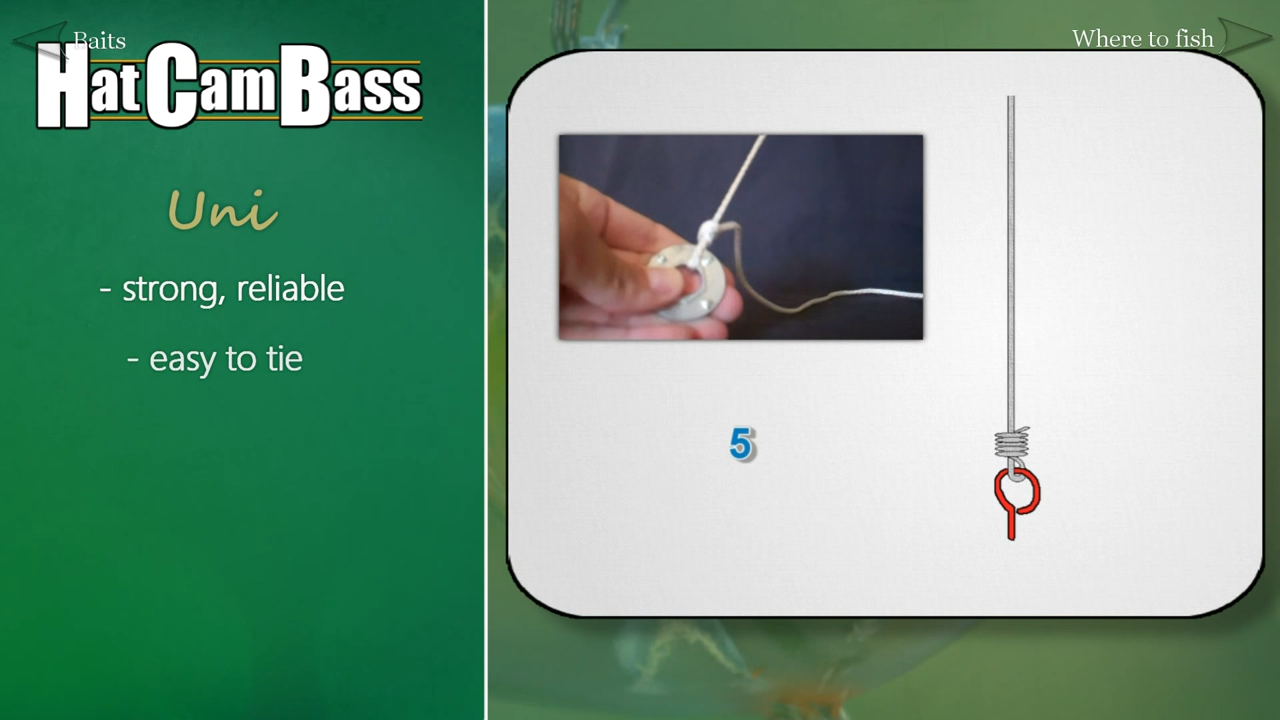 Baits
Where to fish
HatCamBass
Uni
- strong, reliable
- easy to tie
5